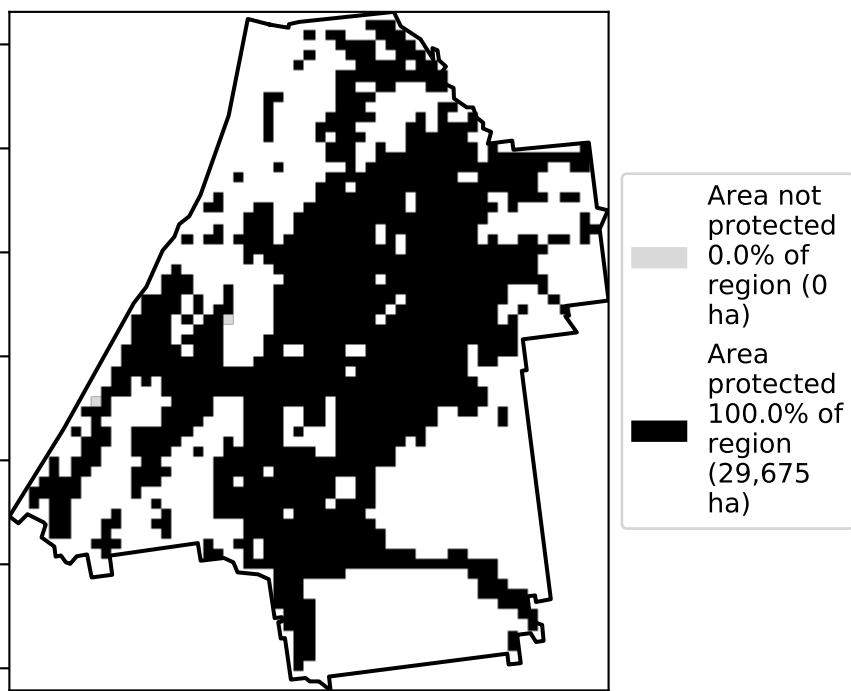 Area not
protected
0.0% of
region (0
ha)
Area
protected
100.0% of
region
(29,675
ha)